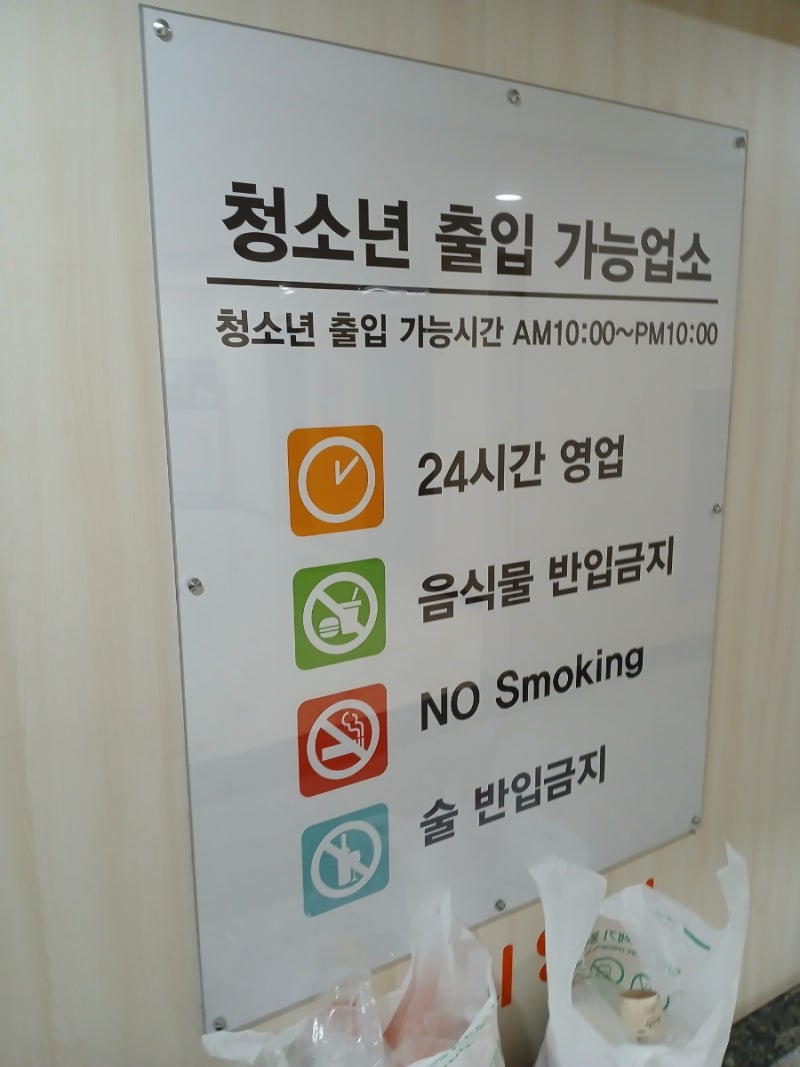 청소년 출입 가능업소
청소년 출입 가능시간 AM10:00~PM10:00
24시간 영업
음식물 반입금지
NO Smoking
술 반입금지